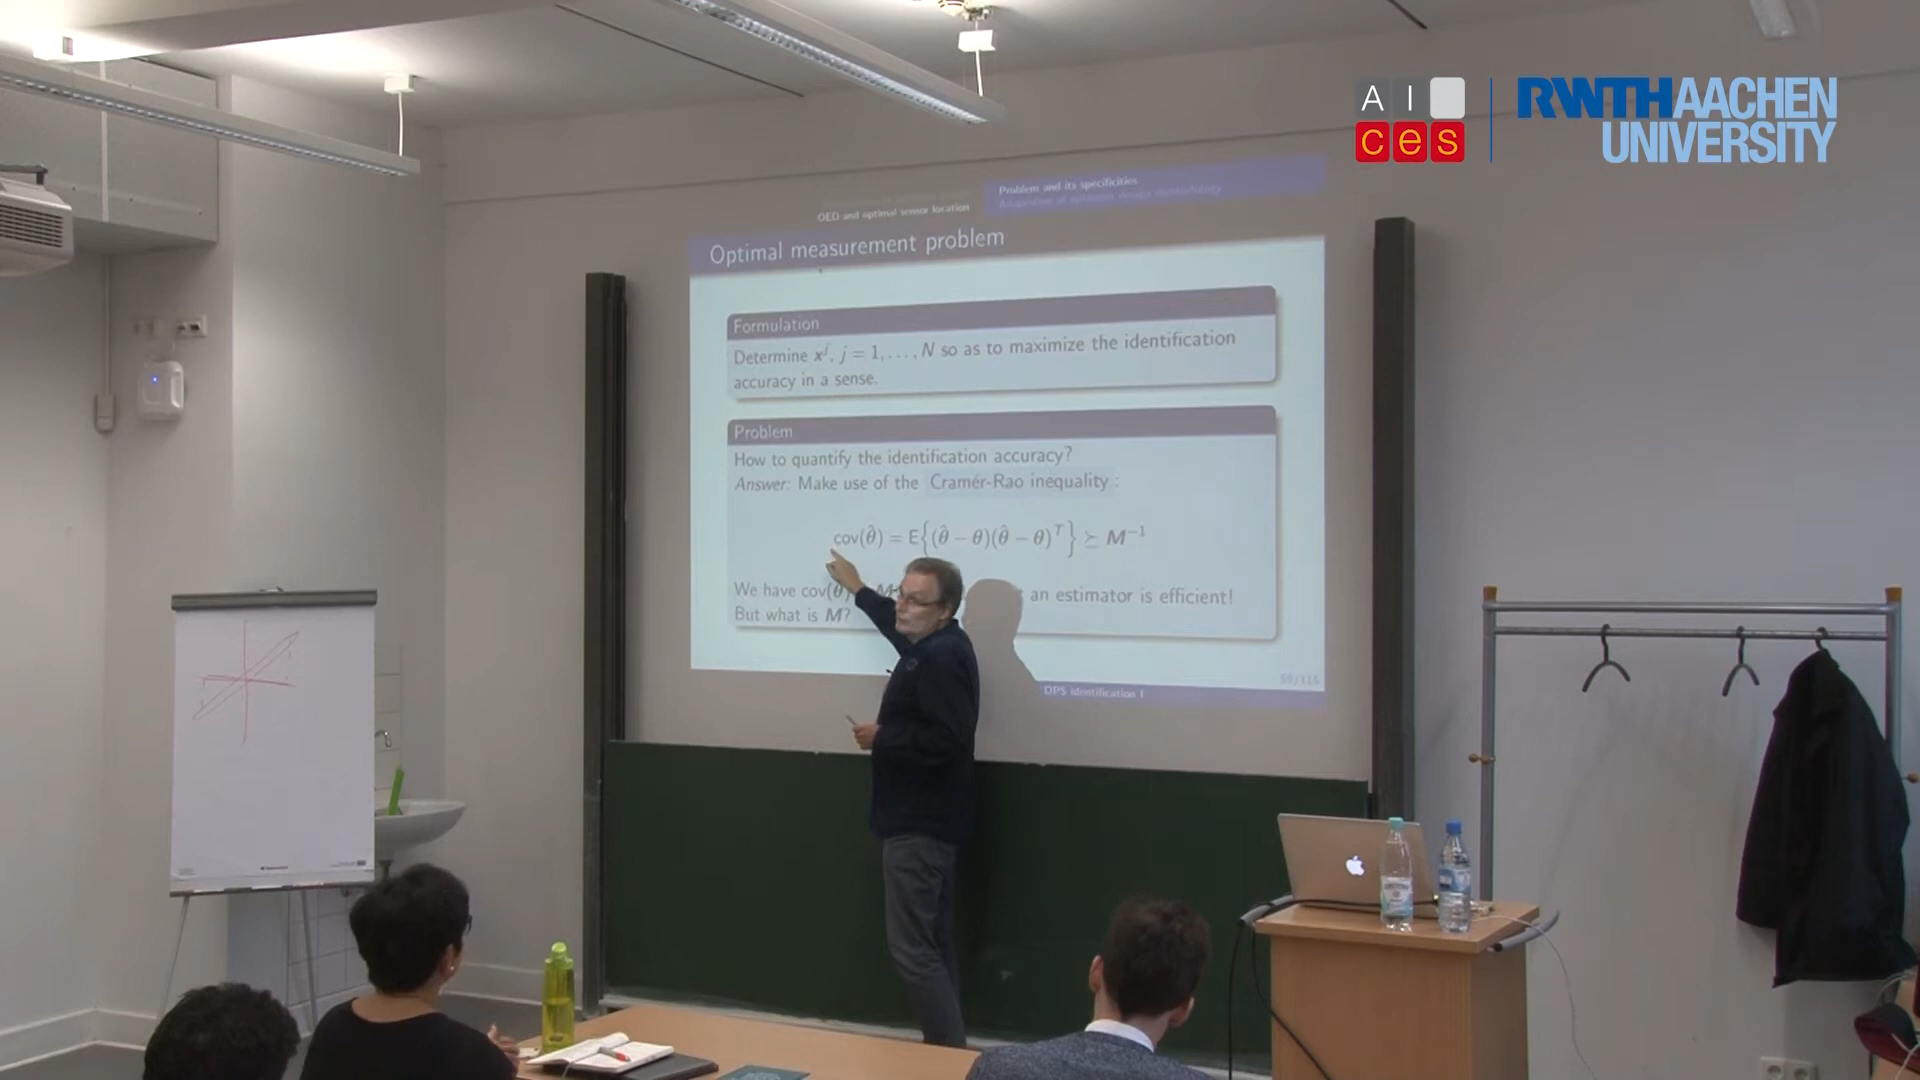 AI
ces
RWTHAACHEN
UNIVERSITY
Problem and its specificities
OED and optimal sensor location
Optimal measurement problem
Formulation
Determine x^j, j = 1, . . . , N so as to maximize the identification
accuracy in a sense.
Problem
How to quantify the identification accuracy?
Answer: Make use of the Cramér-Rao inequality :
cov(θ̂) = E{(θ̂ − θ)(θ̂ − θ)^T} ⪰ M^−1
We have cov(θ̂) an estimator is efficient!
But what is M?
DPS identification I